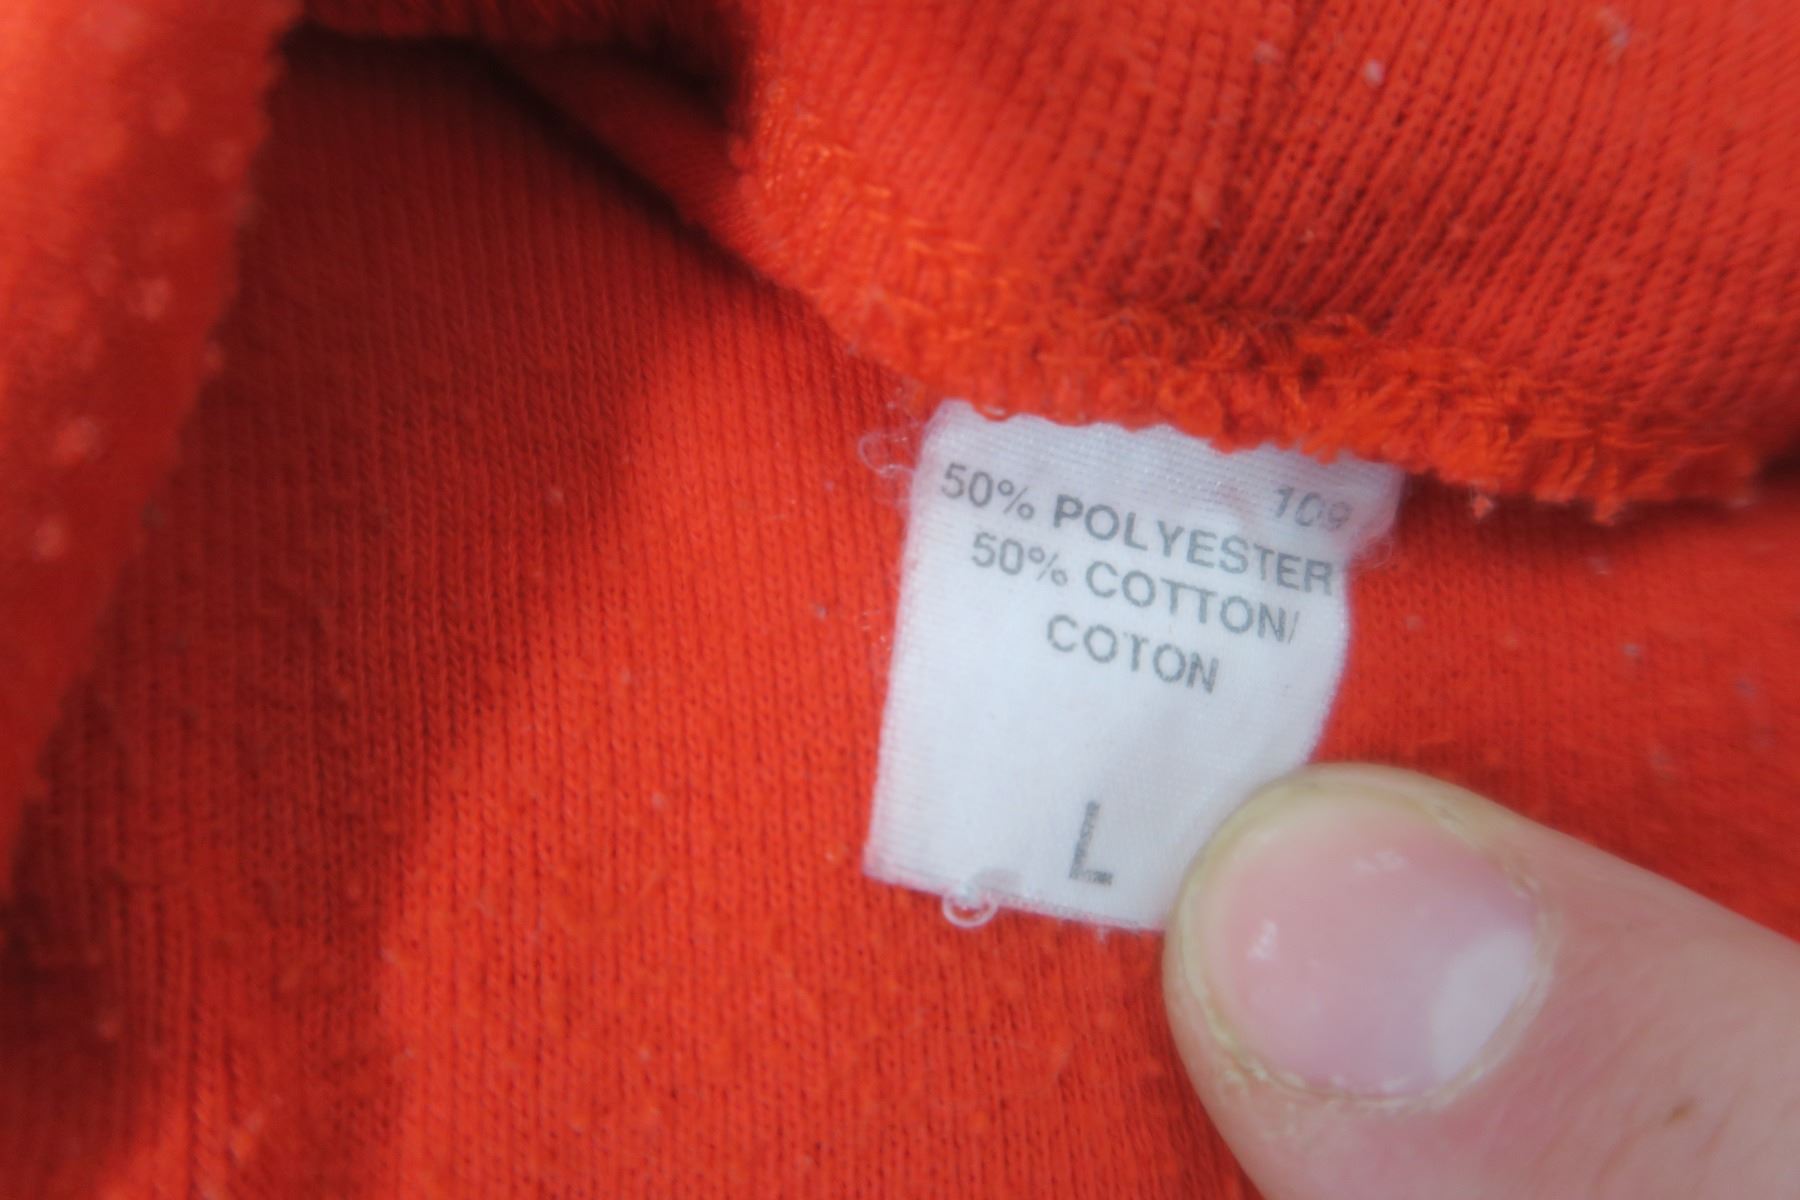 109
50% POLYESTER
50% COTTON/
COTON
L